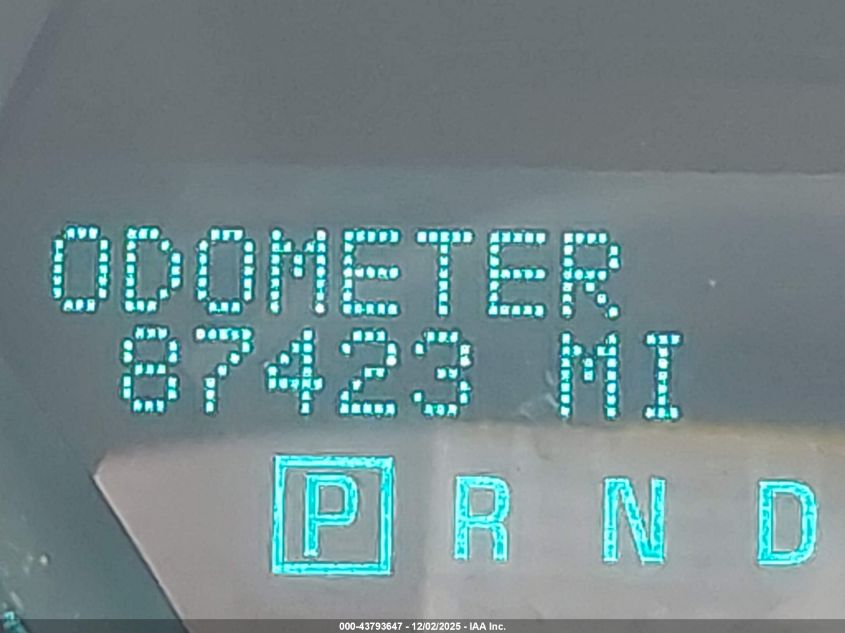 ODOMETER
87423 MI
P R N D
000-43793647 - 12/02/2025 - IAA Inc.